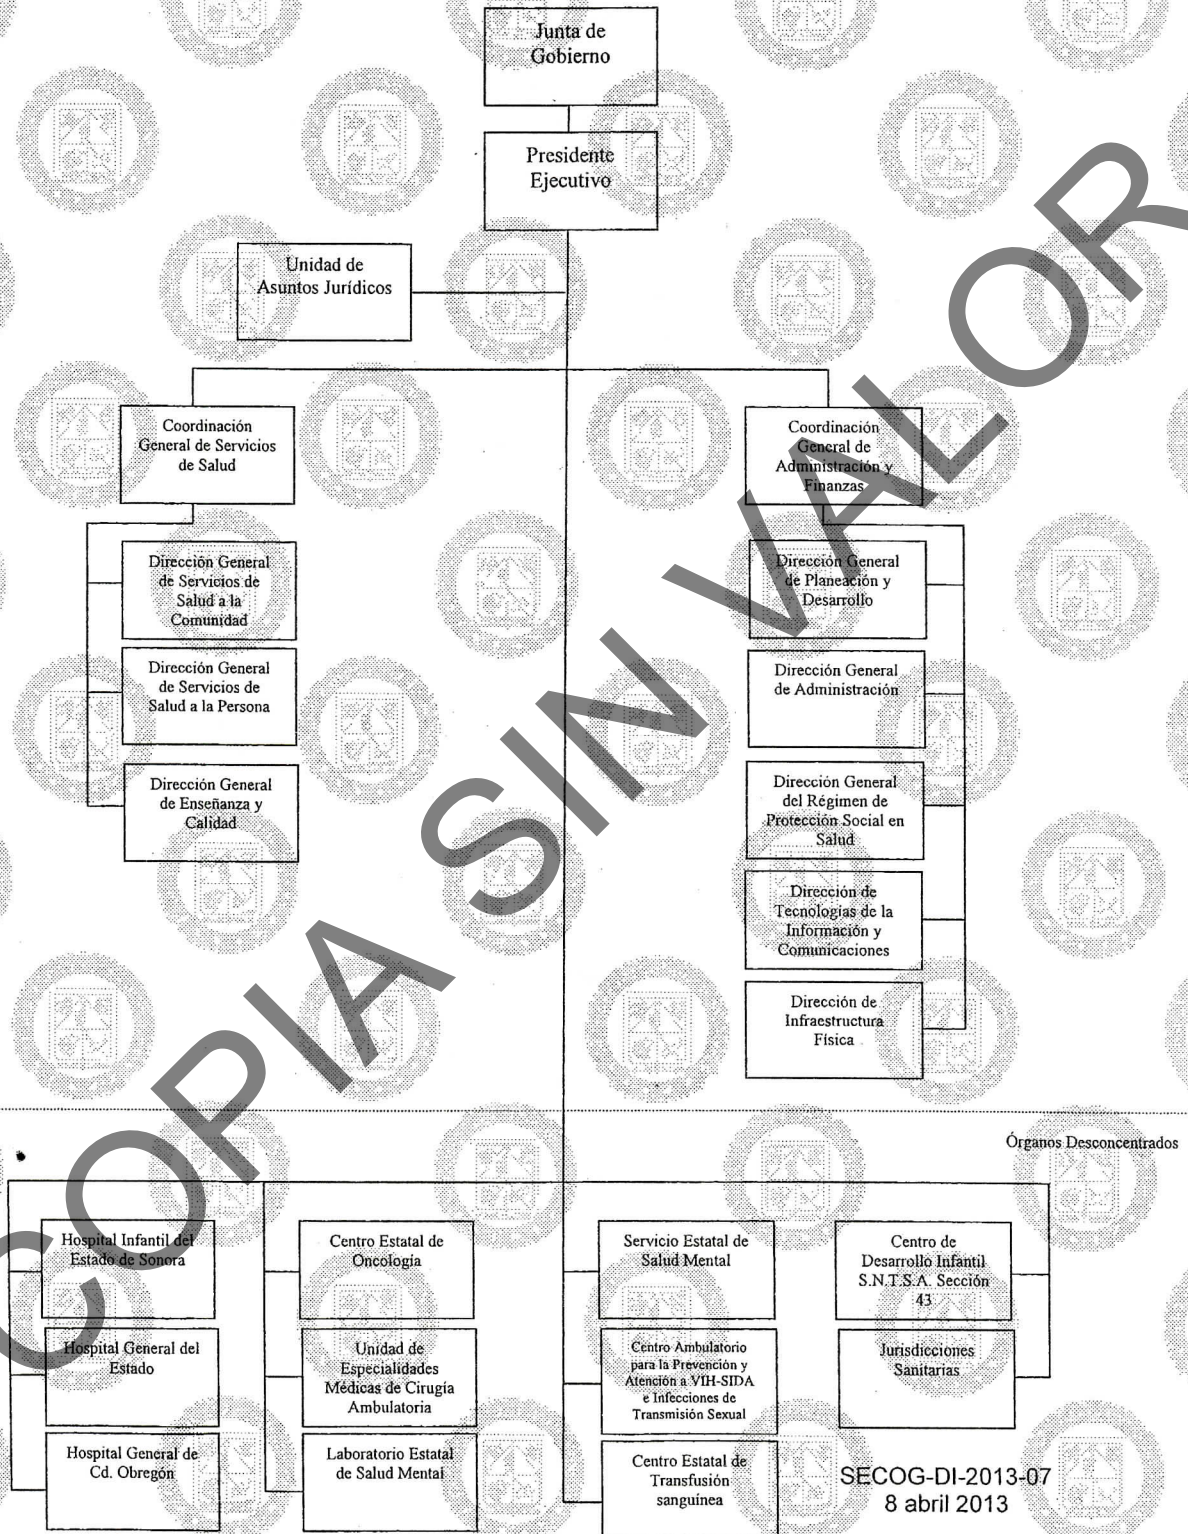 Junta de
Gobierno
Presidente
Ejecutivo
Unidad de
Asuntos Jurídicos
Coordinación
General de Servicios
de Salud
Dirección General
de Servicios de
Salud a la
Comunidad
Dirección General
de Servicios de
Salud a la Persona
Dirección General
de Enseñanza y
Calidad
Coordinación
General de
Administración y
Finanzas
Dirección General
de Planeación y
Desarrollo
Dirección General
de Administración
Dirección General
del Régimen de
Protección Social en
Salud
Dirección de
Tecnologías de la
Información y
Comunicaciones
Dirección de
Infraestructura
Física
Órganos Desconcentrados
Hospital Infantil del
Estado de Sonora
Hospital General del
Estado
Hospital General de
Cd. Obregón
Centro Estatal de
Oncología
Unidad de
Especialidades
Médicas de Cirugía
Ambulatoria
Laboratorio Estatal
de Salud Mental
Servicio Estatal de
Salud Mental
Centro Ambulatorio
para la Prevención y
Atención a VIH-SIDA
e Infecciones de
Transmisión Sexual
Centro Estatal de
Transfusión
sanguínea
Centro de
Desarrollo Infantil
S.N.T.S.A. Sección
43
Jurisdicciones
Sanitarias
SECOG-DI-2013-07
8 abril 2013
COPIA SIN VALOR